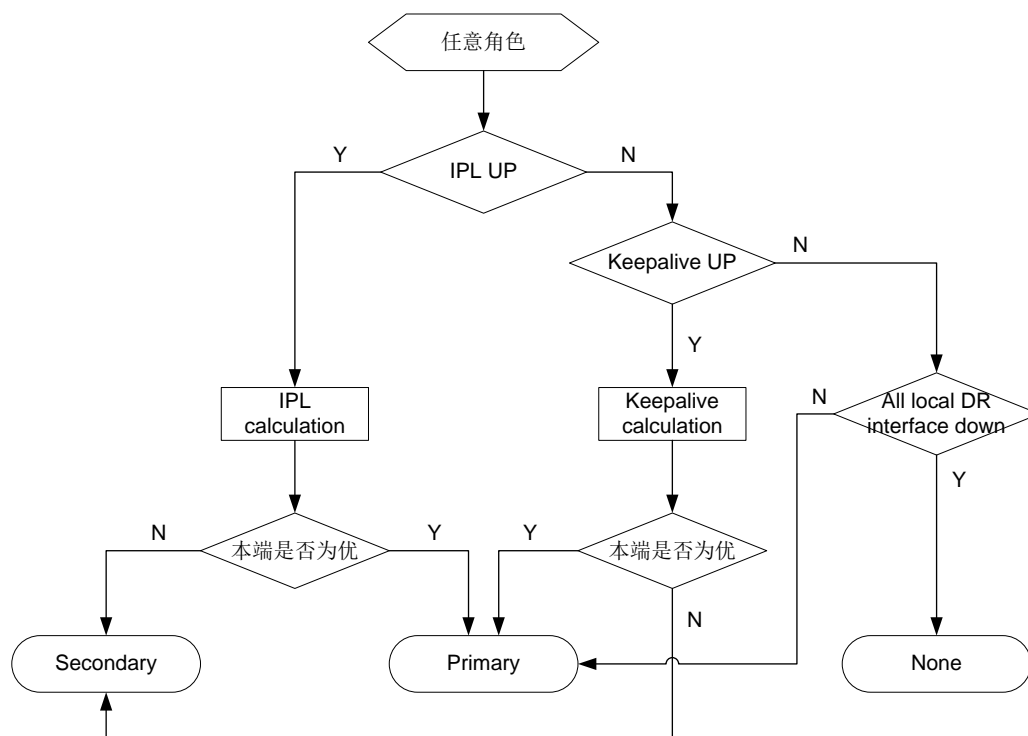 任意角色
Y
N
IPL UP
N
Keepalive UP
Y
N
IPL
calculation
Keepalive
calculation
All local DR
interface down
Y
N
Y
Y
本端是否为优
本端是否为优
N
Secondary
Primary
None